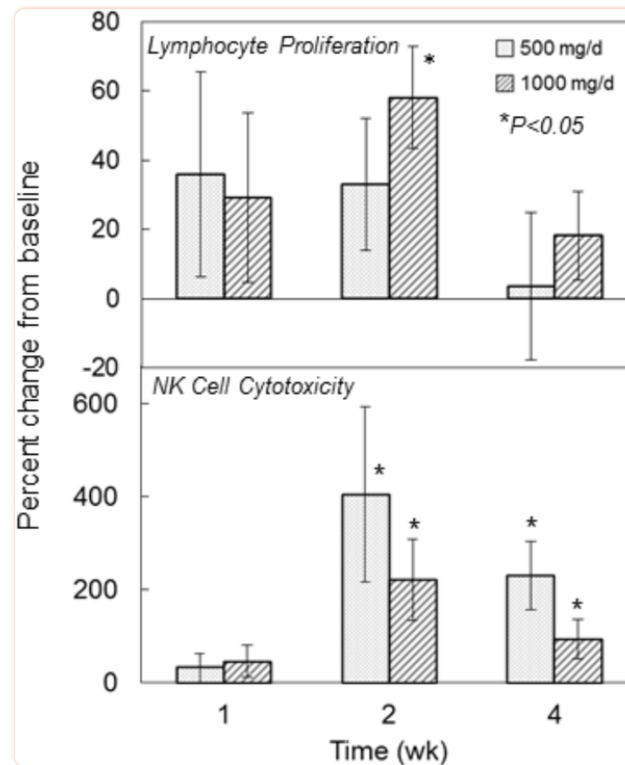 Percent change from baseline
80
60
40
20
0
-20
Lymphocyte Proliferation
500 mg/d
1000 mg/d
*P<0.05
*
NK Cell Cytotoxicity
600
400
200
0
*
*
*
*
1 2 4
Time (wk)